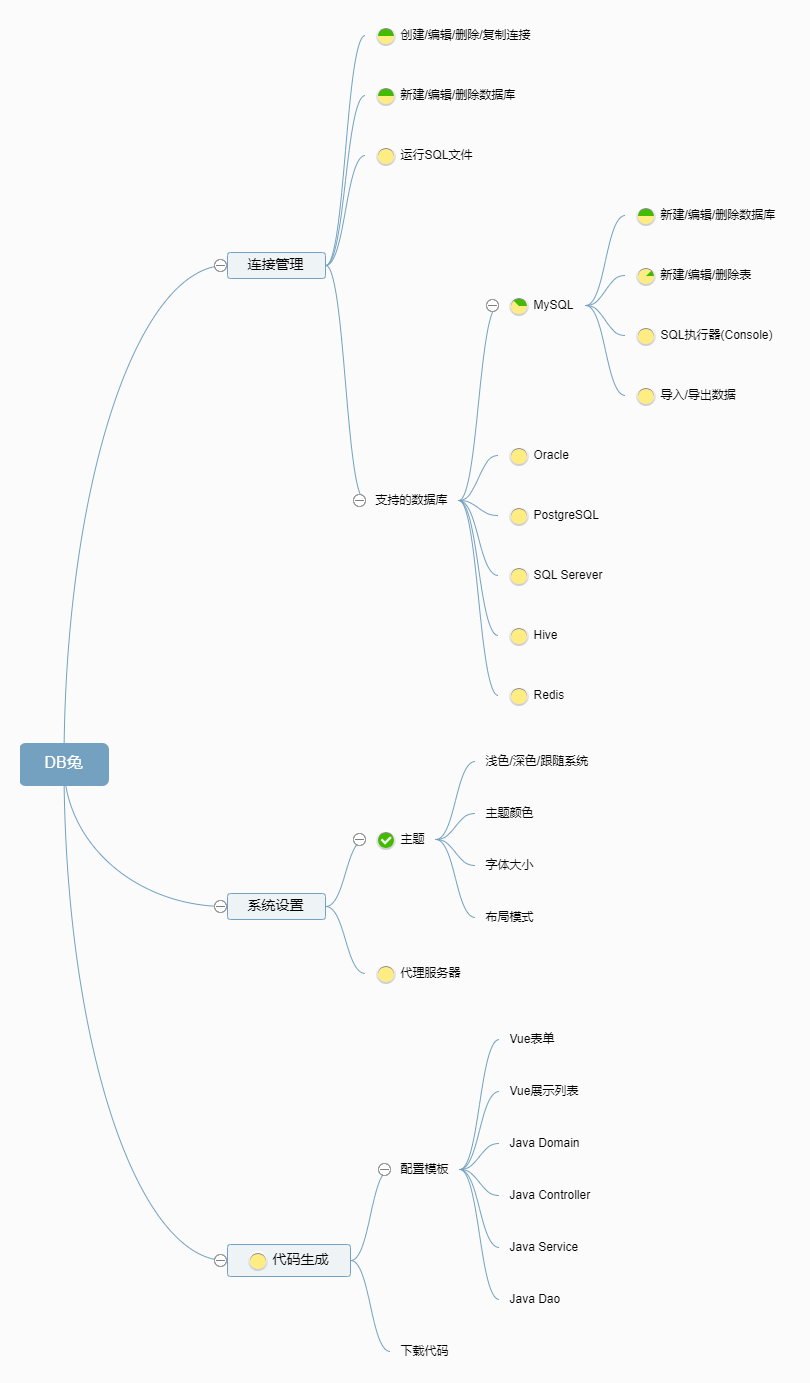 DB兔
连接管理
创建/编辑/删除/复制连接
新建/编辑/删除数据库
运行SQL文件
支持的数据库
MySQL
新建/编辑/删除数据库
新建/编辑/删除表
SQL执行器(Console)
导入/导出数据
Oracle
PostgreSQL
SQL Serever
Hive
Redis
系统设置
主题
浅色/深色/跟随系统
主题颜色
字体大小
布局模式
代理服务器
代码生成
配置模板
Vue表单
Vue展示列表
Java Domain
Java Controller
Java Service
Java Dao
下载代码